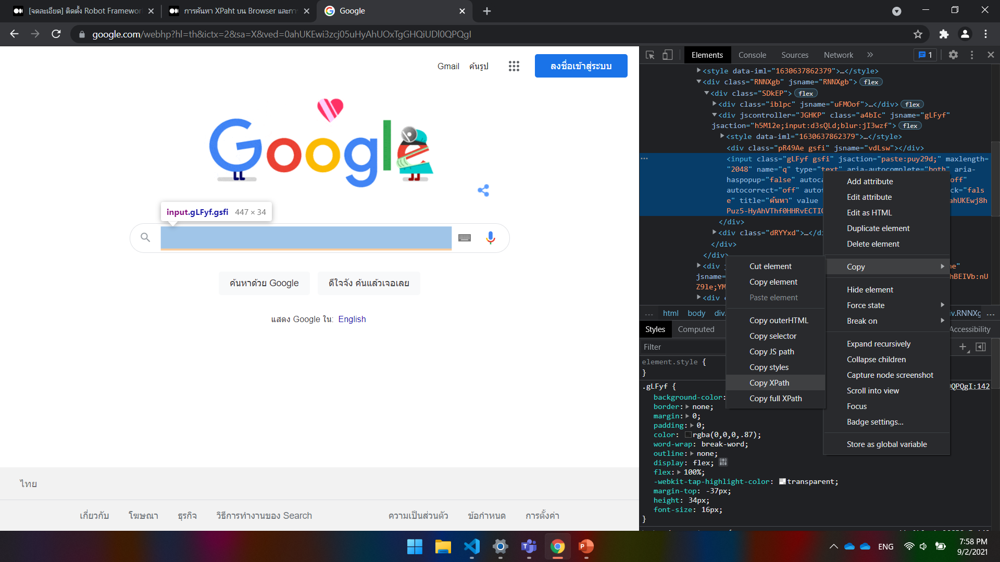 [จดละเอียด] ติดตั้ง Robot Framewor
การค้นหา XPaht บน Browser และกา
Google
google.com/webhp?hl=th&ictx=2&sa=X&ved=0ahUKEwi3zcj05uHyAhUOxTgGHQiUDl0QPQgI
Gmail ค้นรูป ลงชื่อเข้าสู่ระบบ
Google
input.gLFyf.gsfi 447 × 34
ค้นหาด้วย Google ดีใจจัง ค้นแล้วเจอเลย
แสดง Google ใน: English
ไทย
เกี่ยวกับ โฆษณา ธุรกิจ วิธีการทำงานของ Search ความเป็นส่วนตัว ข้อกำหนด การตั้งค่า
Elements Console Sources Network 1
<style data-iml="1630637862379">…</style>
<div class="RNNXgb" jsname="RNNXgb"> flex
<div class="SDkEP"> flex
<div class="iblpc" jsname="uFMOof">…</div> flex
<div jscontroller="JGHKP" class="a4bIc" jsname="gLFyf"
jsaction="h5M12e;input:d3sQLd;blur:jI3wzf"> flex
<style data-iml="1630637862379">…</style>
<div class="pR49Ae gsfi" jsname="vdLsw"></div>
<input class="gLFyf gsfi" jsaction="paste:puy29d;" maxlength=
"2048" name="q" type="text" aria-autocomplete="both" aria-
haspopup="false" autoca off"
autocorrect="off" autof ck="fals
e" title="ค้นหา" value ahUKEwj8h
Puz5-HyAhVThf0HHRvECTI
</div>
<div class="dRYYxd">…</di
</div>
</div>
<div j ne"
jsname= hBEIVb:nU
Z9le;YM
<div c
Add attribute
Edit attribute
Edit as HTML
Duplicate element
Delete element
Copy
Hide element
Force state
Break on
Expand recursively
Collapse children
Capture node screenshot
Scroll into view
Focus
Badge settings...
Store as global variable
Cut element
Copy element
Paste element
Copy outerHTML
Copy selector
Copy JS path
Copy styles
Copy XPath
Copy full XPath
… html body div. iv.RNNXg …
Styles Computed Accessibility
Filter
element.style {
}
.gLFyf { QPQgI:142
background-color:
border: none;
margin: 0;
padding: 0;
color: rgba(0,0,0,.87);
word-wrap: break-word;
outline: none;
display: flex;
flex: 100%;
-webkit-tap-highlight-color: transparent;
margin-top: -37px;
height: 34px;
font-size: 16px;
}
ENG
7:58 PM
9/2/2021